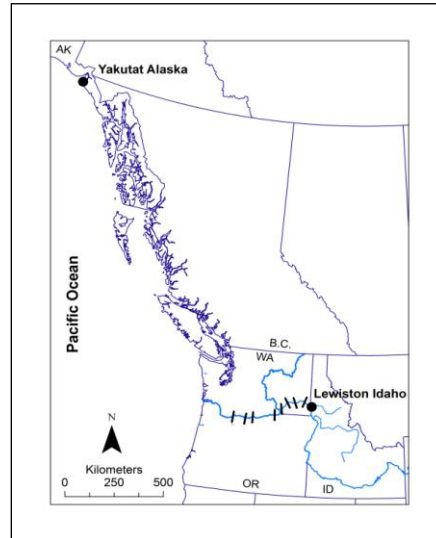 AK
Yakutat Alaska
Pacific Ocean
B.C.
WA
Lewiston Idaho
N
Kilometers
0 250 500
OR
ID